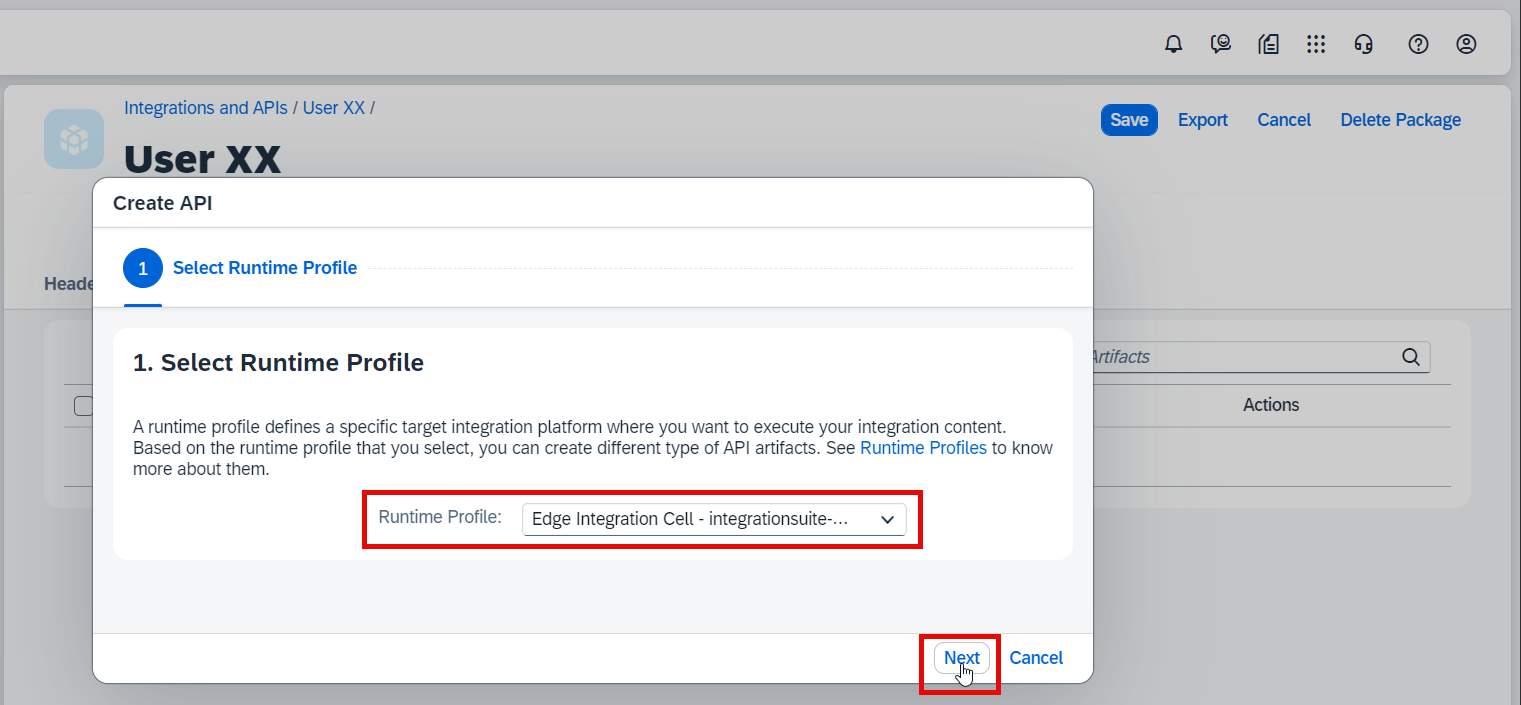 Integrations and APIs / User XX /
User XX
Save Export Cancel Delete Package
Create API
1 Select Runtime Profile
Heade
1. Select Runtime Profile
Artifacts
Actions
A runtime profile defines a specific target integration platform where you want to execute your integration content.
Based on the runtime profile that you select, you can create different type of API artifacts. See Runtime Profiles to know
more about them.
Runtime Profile: Edge Integration Cell - integrationsuite-...
Next Cancel